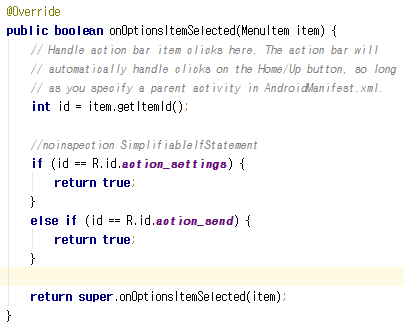 @Override
public boolean onOptionsItemSelected(MenuItem item) {
    // Handle action bar item clicks here. The action bar will
    // automatically handle clicks on the Home/Up button, so long
    // as you specify a parent activity in AndroidManifest.xml.
    int id = item.getItemId();

    //noinspection SimplifiableIfStatement
    if (id == R.id.action_settings) {
        return true;
    }
    else if (id == R.id.action_send) {
        return true;
    }

    return super.onOptionsItemSelected(item);
}